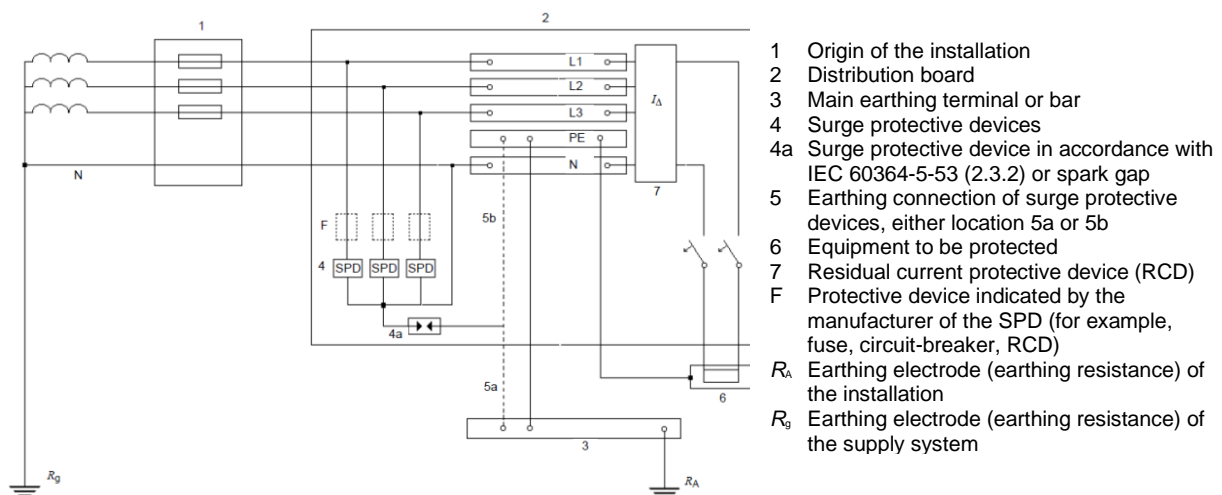 1
2
L1
L2
L3
PE
N
N
IΔ
7
F
5b
4 SPD SPD SPD
4a
5a
6
3
Rg
RA
1 Origin of the installation
2 Distribution board
3 Main earthing terminal or bar
4 Surge protective devices
4a Surge protective device in accordance with
IEC 60364-5-53 (2.3.2) or spark gap
5 Earthing connection of surge protective
devices, either location 5a or 5b
6 Equipment to be protected
7 Residual current protective device (RCD)
F Protective device indicated by the
manufacturer of the SPD (for example,
fuse, circuit-breaker, RCD)
RA Earthing electrode (earthing resistance) of
the installation
Rg Earthing electrode (earthing resistance) of
the supply system